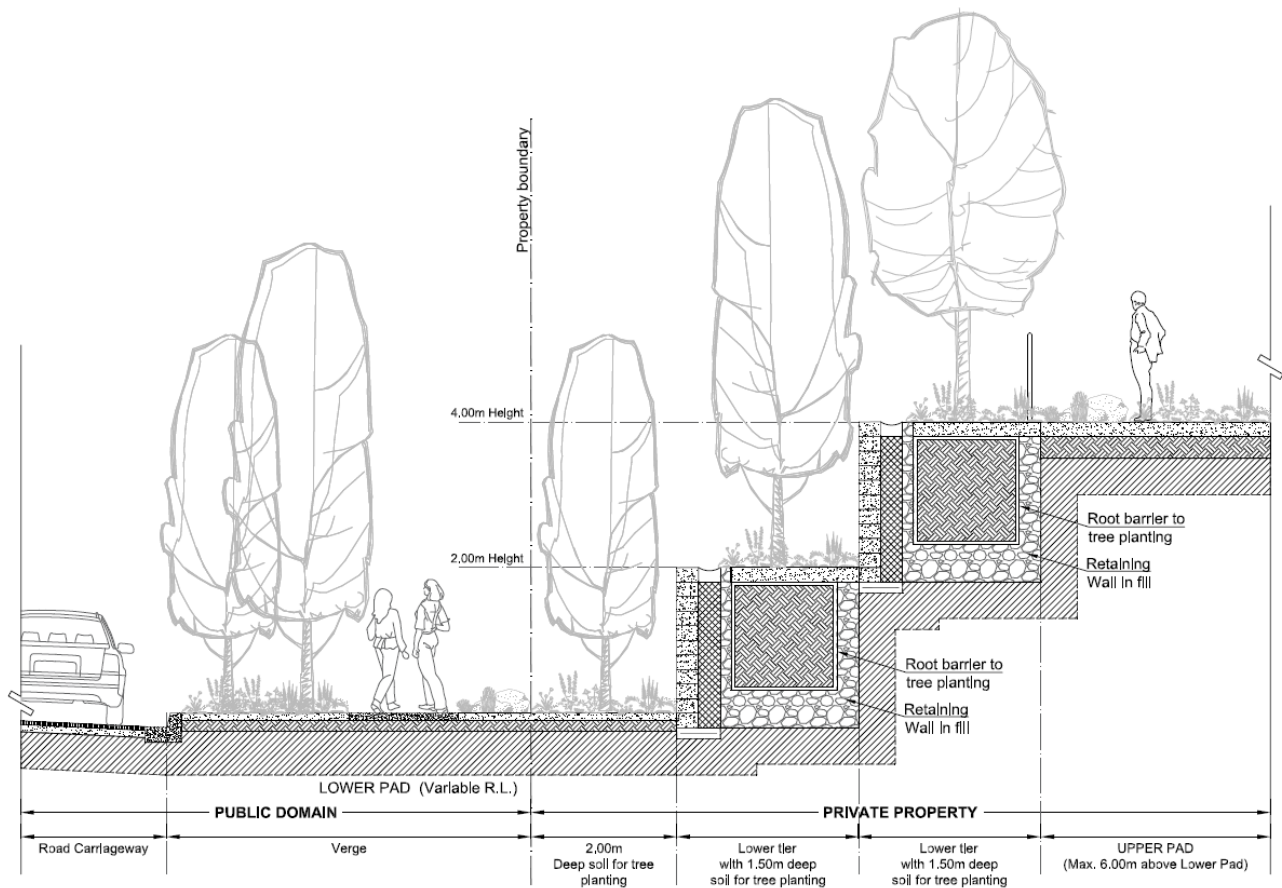 Property boundary
4.00m Height
2.00m Height
Root barrier to
tree planting
Retaining
Wall in fill
Root barrier to
tree planting
Retaining
Wall in fill
LOWER PAD (Variable R.L.)
PUBLIC DOMAIN
PRIVATE PROPERTY
Road Carriageway
Verge
2.00m
Deep soil for tree
planting
Lower tier
with 1.50m deep
soil for tree planting
Lower tier
with 1.50m deep
soil for tree planting
UPPER PAD
(Max. 6.00m above Lower Pad)